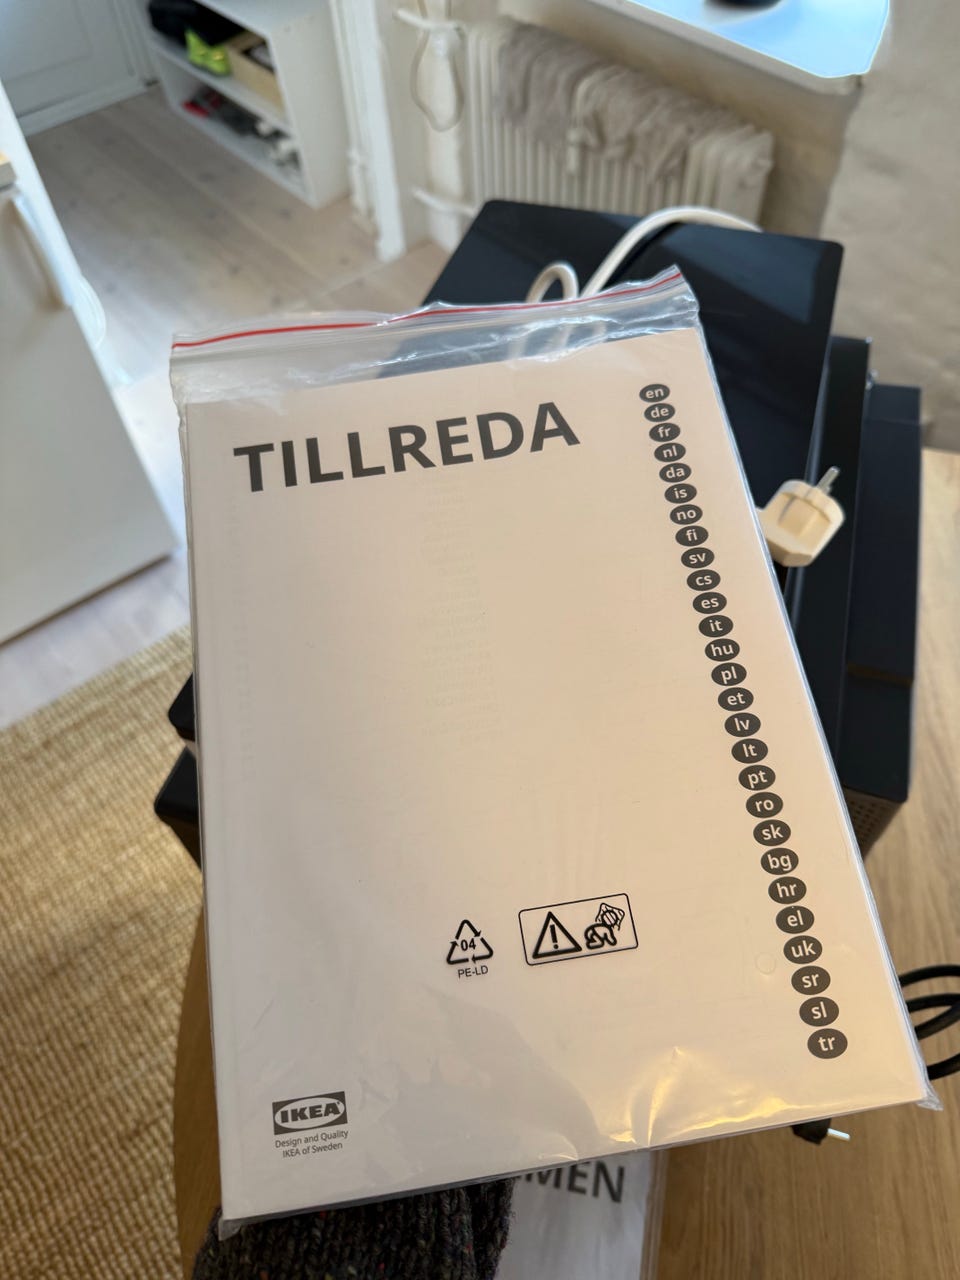 TILLREDA
en
de
fr
nl
da
is
no
fi
sv
cs
es
it
hu
pl
et
lv
lt
pt
ro
sk
bg
hr
el
uk
sr
sl
tr
04
PE-LD
IKEA
Design and Quality
IKEA of Sweden
MEN